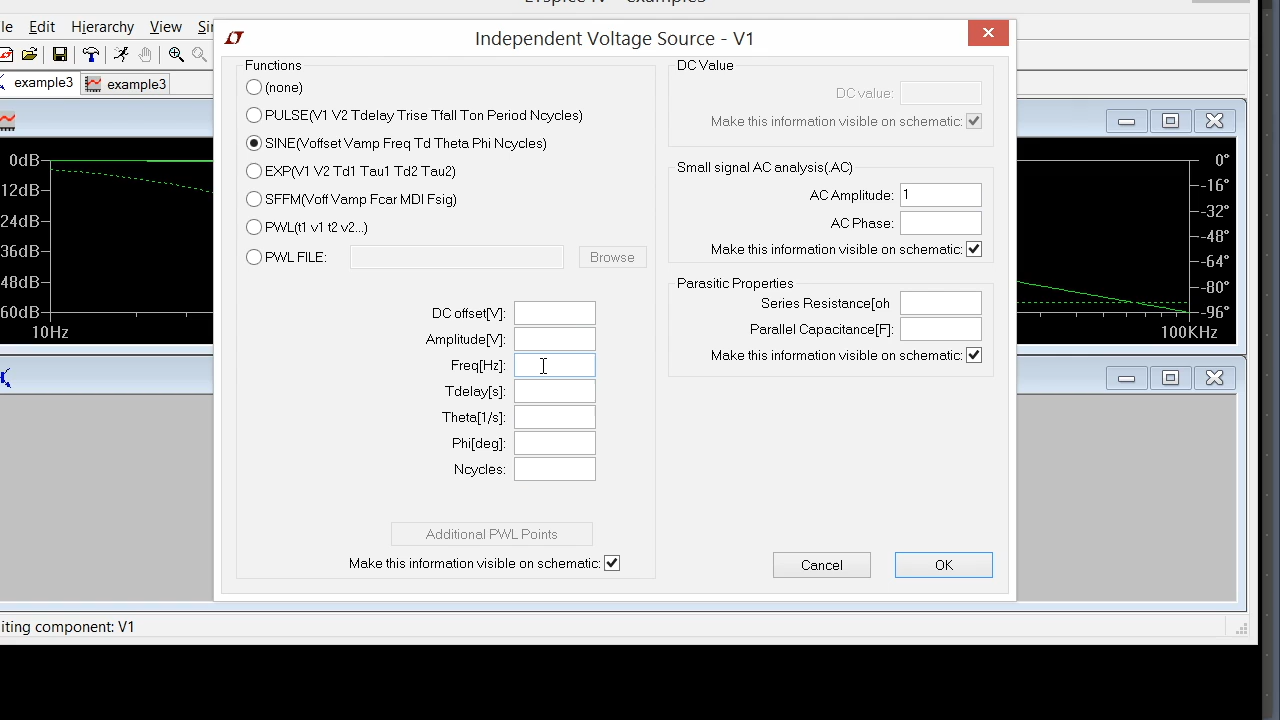 LTspice IV - example3
le Edit Hierarchy View Si
example3 example3
Independent Voltage Source - V1
Functions
(none)
PULSE(V1 V2 Tdelay Trise Tfall Ton Period Ncycles)
SINE(Voffset Vamp Freq Td Theta Phi Ncycles)
EXP(V1 V2 Td1 Tau1 Td2 Tau2)
SFFM(Voff Vamp Fcar MDI Fsig)
PWL(t1 v1 t2 v2...)
PWL FILE: Browse
DC offset[V]:
Amplitude[V]:
Freq[Hz]:
Tdelay[s]:
Theta[1/s]:
Phi[deg]:
Ncycles:
Additional PWL Points
Make this information visible on schematic:
DC Value
DC value:
Make this information visible on schematic:
Small signal AC analysis(.AC)
AC Amplitude: 1
AC Phase:
Make this information visible on schematic:
Parasitic Properties
Series Resistance[oh
Parallel Capacitance[F]:
Make this information visible on schematic:
Cancel OK
0dB
12dB
24dB
36dB
48dB
60dB
10Hz
0°
-16°
-32°
-48°
-64°
-80°
-96°
100KHz
iting component: V1